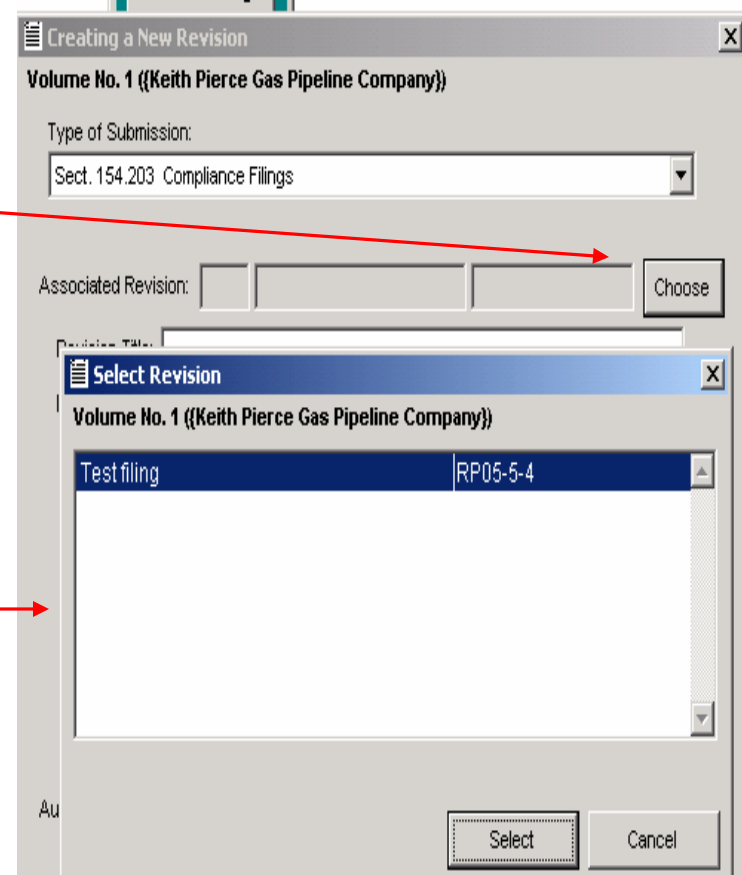 Creating a New Revision
Volume No. 1 ({Keith Pierce Gas Pipeline Company})
Type of Submission:
Sect. 154.203 Compliance Filings
Associated Revision:
Choose
Select Revision
Volume No. 1 ({Keith Pierce Gas Pipeline Company})
Test filing RP05-5-4
Au
Select Cancel